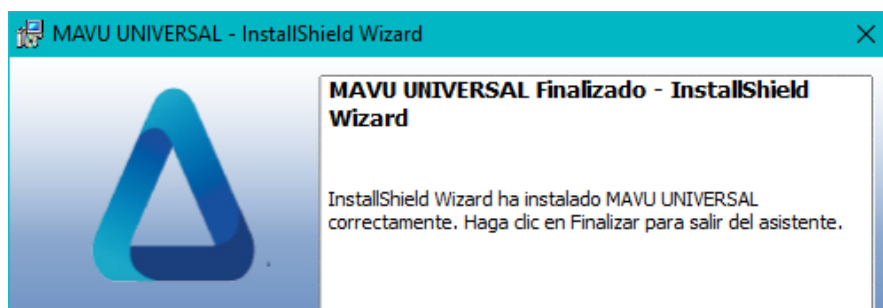 MAVU UNIVERSAL - InstallShield Wizard
MAVU UNIVERSAL Finalizado - InstallShield
Wizard
InstallShield Wizard ha instalado MAVU UNIVERSAL
correctamente. Haga clic en Finalizar para salir del asistente.